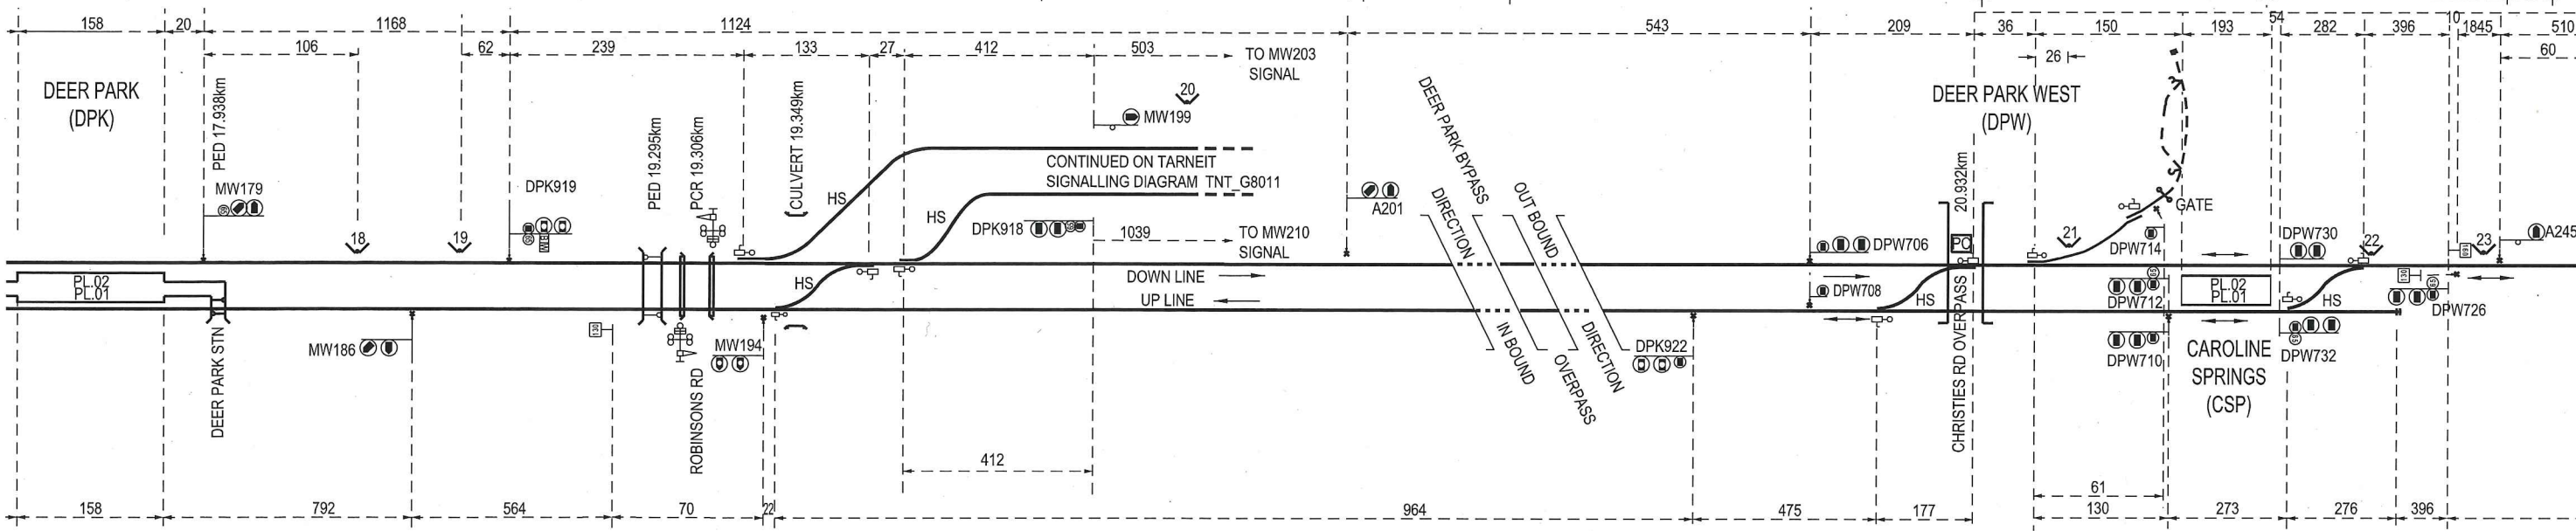 158
20
1168
1124
543
209
36
150
193
54
282
396
10
1845
510
106
62
239
133
27
412
503
TO MW203
SIGNAL
26
60
DEER PARK
(DPK)
PED 17.938km
MW179
18
19
DPK919
PED 19.295km
PCR 19.306km
CULVERT 19.349km
HS
20
MW199
CONTINUED ON TARNEIT
SIGNALLING DIAGRAM TNT_G8011
HS
DPK918
1039
TO MW210
SIGNAL
A201
DEER PARK BYPASS
IN BOUND
DIRECTION
OVERPASS
OUT BOUND
DIRECTION
DEER PARK WEST
(DPW)
20.932km
PO
DPW706
DPW708
21
GATE
DPW714
DPW730
22
23
A245
PL.02
PL.01
HS
DOWN LINE
UP LINE
HS
65
DPW712
PL.02
PL.01
HS
130
DPW726
DEER PARK STN
MW186
130
ROBINSONS RD
MW194
DPK922
CHRISTIES RD OVERPASS
DPW710
CAROLINE
SPRINGS
(CSP)
DPW732
412
61
158
792
564
70
22
964
475
177
130
273
276
396